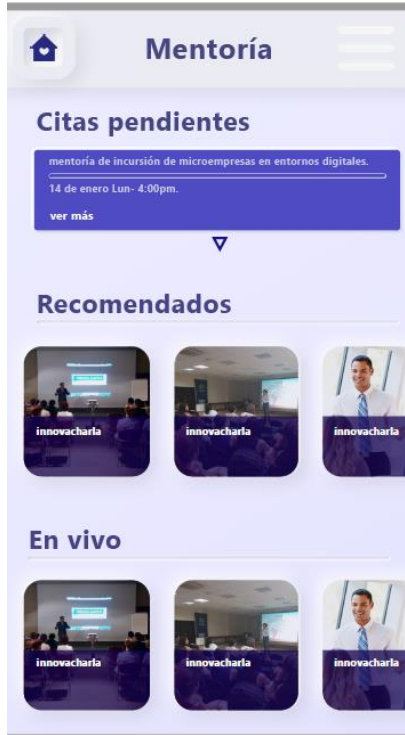 Mentoría
Citas pendientes
mentoría de incursión de microempresas en entornos digitales.
14 de enero Lun- 4:00pm.
ver más
Recomendados
innovacharla
innovacharla
innovacharla
En vivo
innovacharla
innovacharla
innovacharla